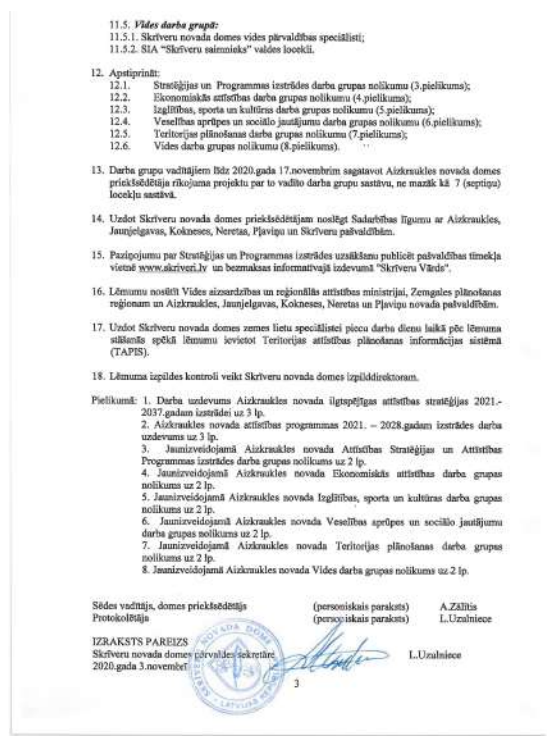 11.5. Vides darba grupā:
11.5.1. Skrīveru novada domes vides pārvaldības speciālisti;
11.5.2. SIA "Skrīveru saimnieks" valdes locekli.
12. Apstiprināt:
12.1. Stratēģijas un Programmas izstrādes darba grupas nolikumu (3.pielikums);
12.2. Ekonomiskās attīstības darba grupas nolikumu (4.pielikums);
12.3. Izglītības, sporta un kultūras darba grupas nolikumu (5.pielikums);
12.4. Veselības aprūpes un sociālo jautājumu darba grupas nolikumu (6.pielikums);
12.5. Teritorijas plānošanas darba grupas nolikumu (7.pielikums);
12.6. Vides darba grupas nolikumu (8.pielikums).
13. Darba grupu vadītājiem līdz 2020.gada 17.novembrim sagatavot Aizkraukles novada domes
priekšsēdētāja rīkojuma projektu par to vadīto darba grupu sastāvu, ne mazāk kā 7 (septiņu)
locekļu sastāvā.
14. Uzdot Skrīveru novada domes priekšsēdētājam noslēgt Sadarbības līgumu ar Aizkraukles,
Jaunjelgavas, Kokneses, Neretas, Pļaviņu un Skrīveru pašvaldībām.
15. Paziņojumu par Stratēģijas un Programmas izstrādes uzsākšanu publicēt pašvaldības tīmekļa
vietnē www.skriveri.lv un bezmaksas informatīvajā izdevumā "Skrīveru Vārds".
16. Lēmumu nosūtīt Vides aizsardzības un reģionālās attīstības ministrijai, Zemgales plānošanas
reģionam un Aizkraukles, Jaunjelgavas, Kokneses, Neretas un Pļaviņu novada pašvaldībām.
17. Uzdot Skrīveru novada domes zemes lietu speciālistei piecu darba dienu laikā pēc lēmuma
stāšanās spēkā lēmumu ievietot Teritorijas attīstības plānošanas informācijas sistēmā
(TAPIS).
18. Lēmuma izpildes kontroli veikt Skrīveru novada domes izpilddirektoram.
Pielikumā: 1. Darba uzdevums Aizkraukles novada ilgtspējīgas attīstības stratēģijas 2021.-
2037.gadam izstrādei uz 3 lp.
2. Aizkraukles novada attīstības programmas 2021. – 2028.gadam izstrādes darba
uzdevums uz 3 lp.
3. Jaunizveidojamā Aizkraukles novada Attīstības Stratēģijas un Attīstības
Programmas izstrādes darba grupas nolikums uz 2 lp.
4. Jaunizveidojamā Aizkraukles novada Ekonomiskās attīstības darba grupas
nolikums uz 2 lp.
5. Jaunizveidojamā Aizkraukles novada Izglītības, sporta un kultūras darba grupas
nolikums uz 2 lp.
6. Jaunizveidojamā Aizkraukles novada Veselības aprūpes un sociālo jautājumu
darba grupas nolikums uz 2 lp.
7. Jaunizveidojamā Aizkraukles novada Teritorijas plānošanas darba grupas
nolikums uz 2 lp.
8. Jaunizveidojamā Aizkraukles novada Vides darba grupas nolikums uz 2 lp.
Sēdes vadītājs, domes priekšsēdētājs (personiskais paraksts) A.Zālītis
Protokolētāja (personiskais paraksts) L.Uzulniece
IZRAKSTS PAREIZS
Skrīveru novada domes pārvaldes sekretāre L.Uzulniece
2020.gada 3.novembrī
SKRĪVERU NOVADA DOME
LATVIJAS REPUBLIKA
3